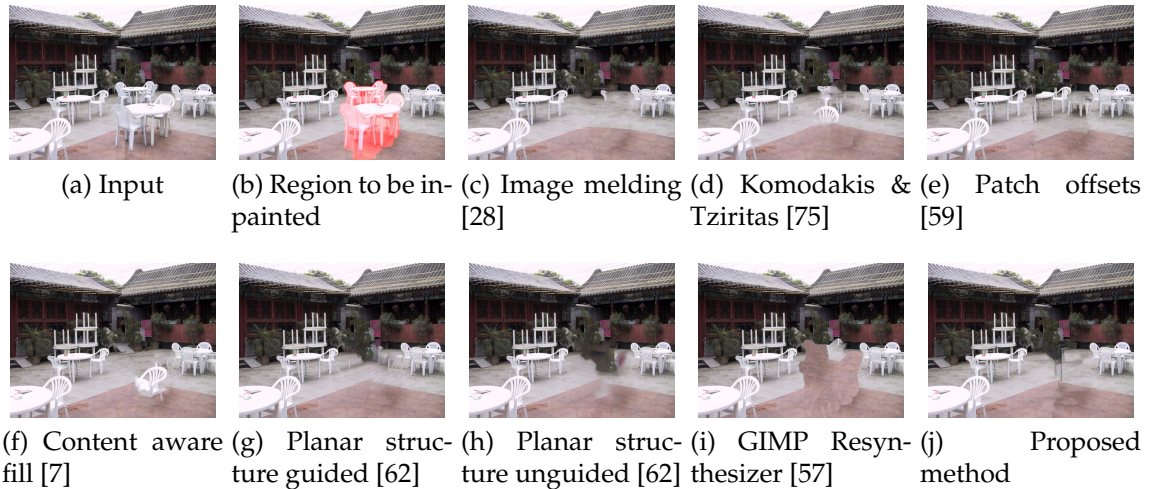 (a) Input
(b) Region to be in-
painted
(c) Image melding
[28]
(d) Komodakis &
Tziritas [75]
(e) Patch offsets
[59]
(f) Content aware
fill [7]
(g) Planar struc-
ture guided [62]
(h) Planar struc-
ture unguided [62]
(i) GIMP Resyn-
thesizer [57]
(j) Proposed
method